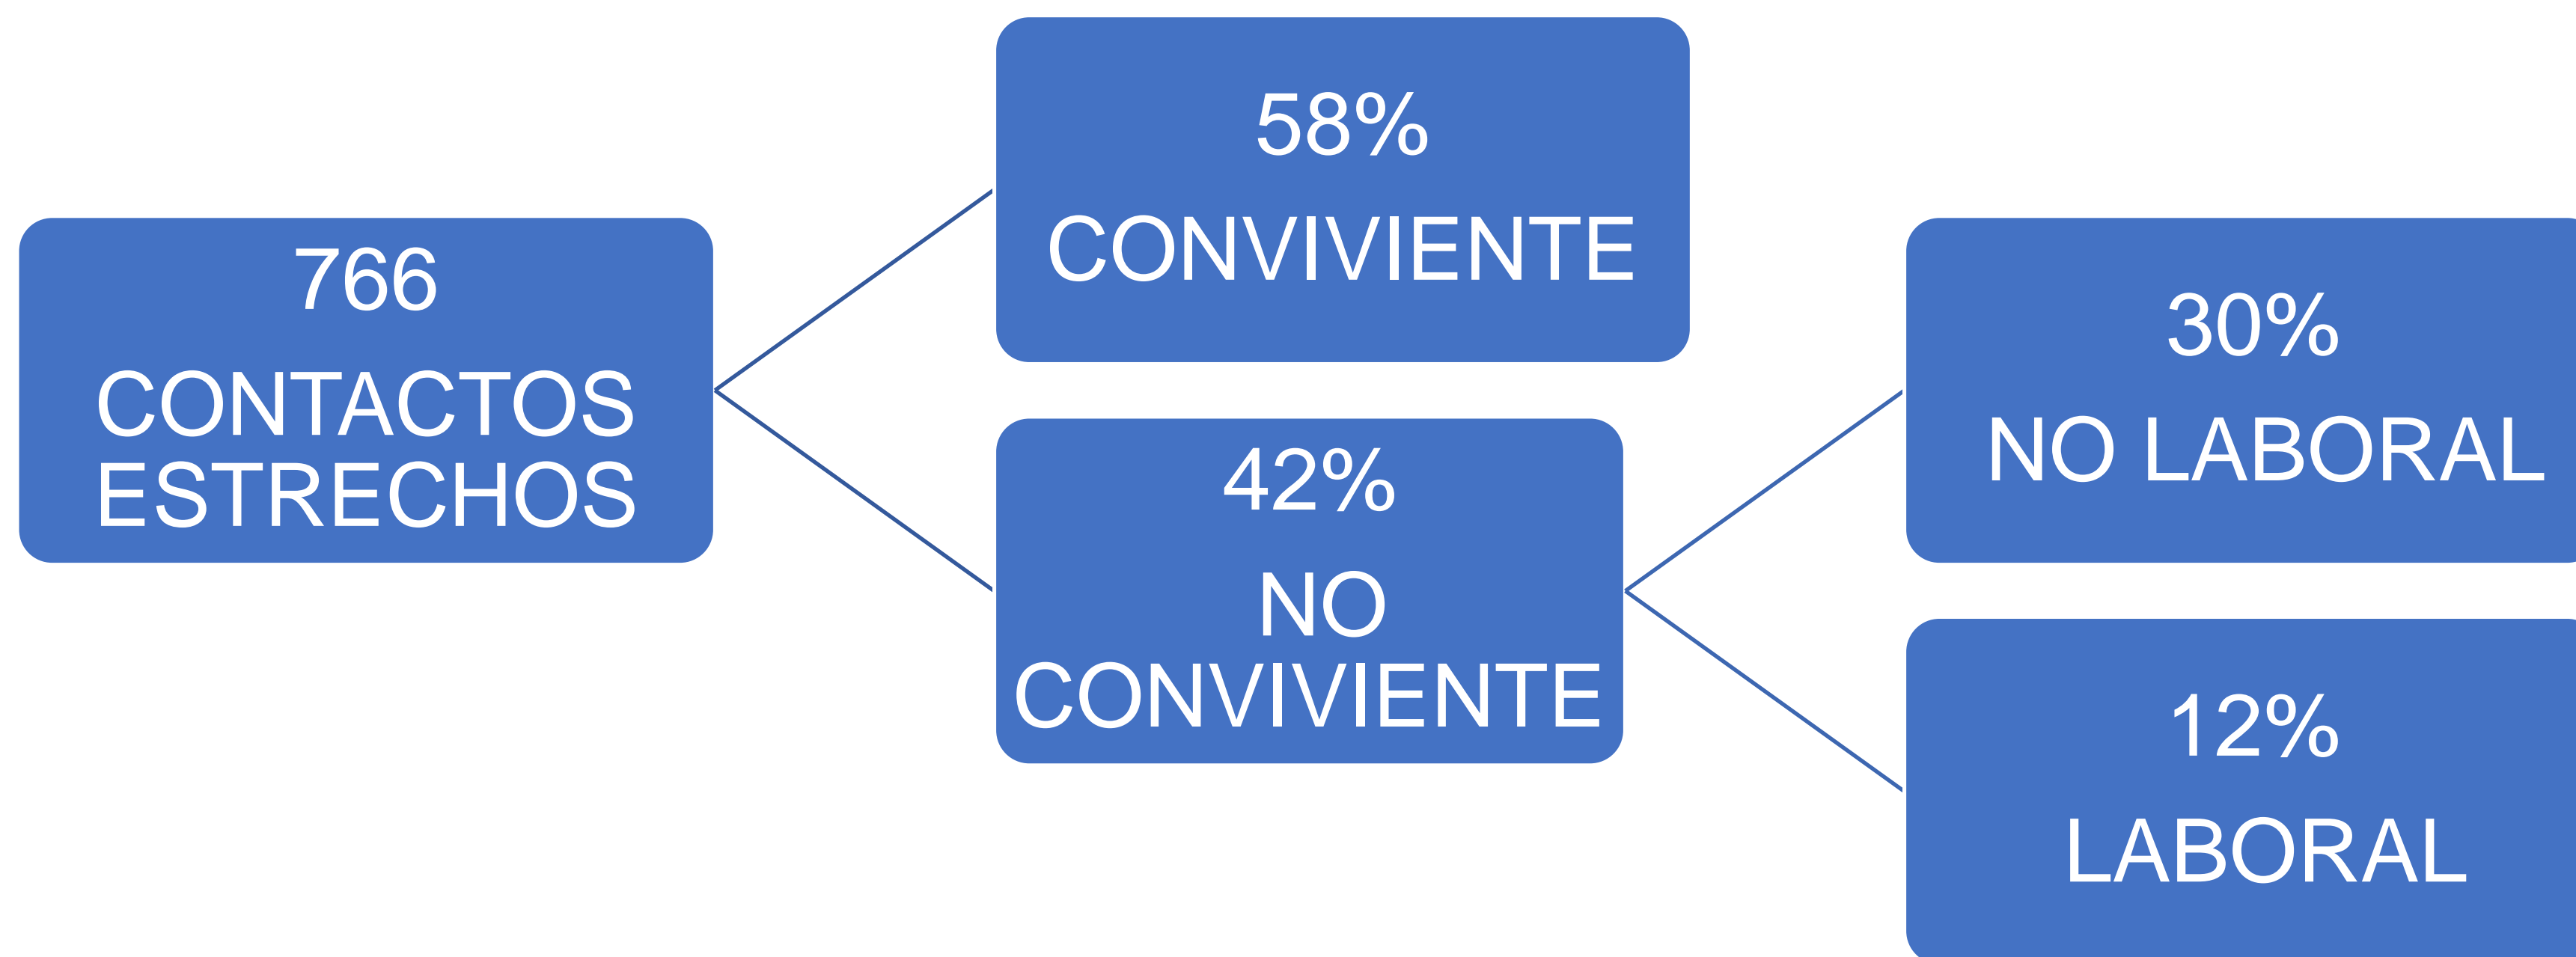 766
CONTACTOS
ESTRECHOS
58%
CONVIVIENTE
42%
NO
CONVIVIENTE
30%
NO LABORAL
12%
LABORAL